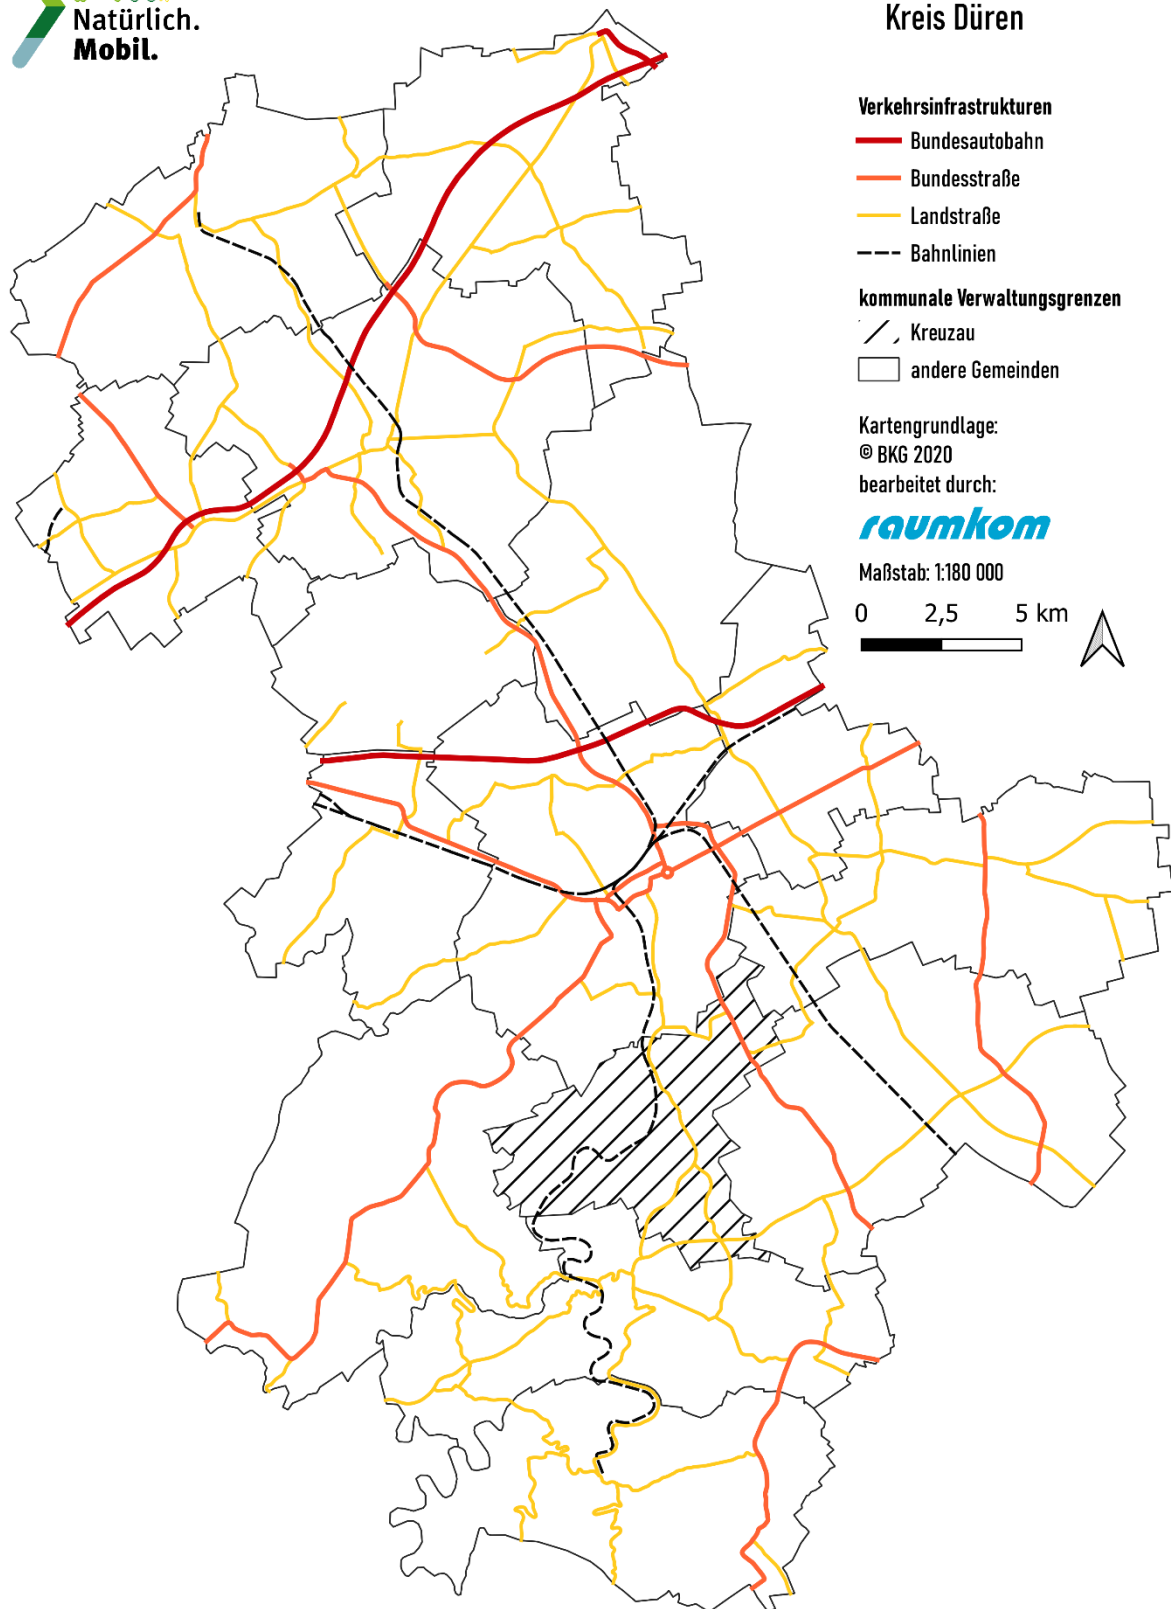 Natürlich.
Mobil.
Kreis Düren
Verkehrsinfrastrukturen
Bundesautobahn
Bundesstraße
Landstraße
Bahnlinien
kommunale Verwaltungsgrenzen
Kreuzau
andere Gemeinden
Kartengrundlage:
© BKG 2020
bearbeitet durch:
raumkom
Maßstab: 1:180 000
0 2,5 5 km